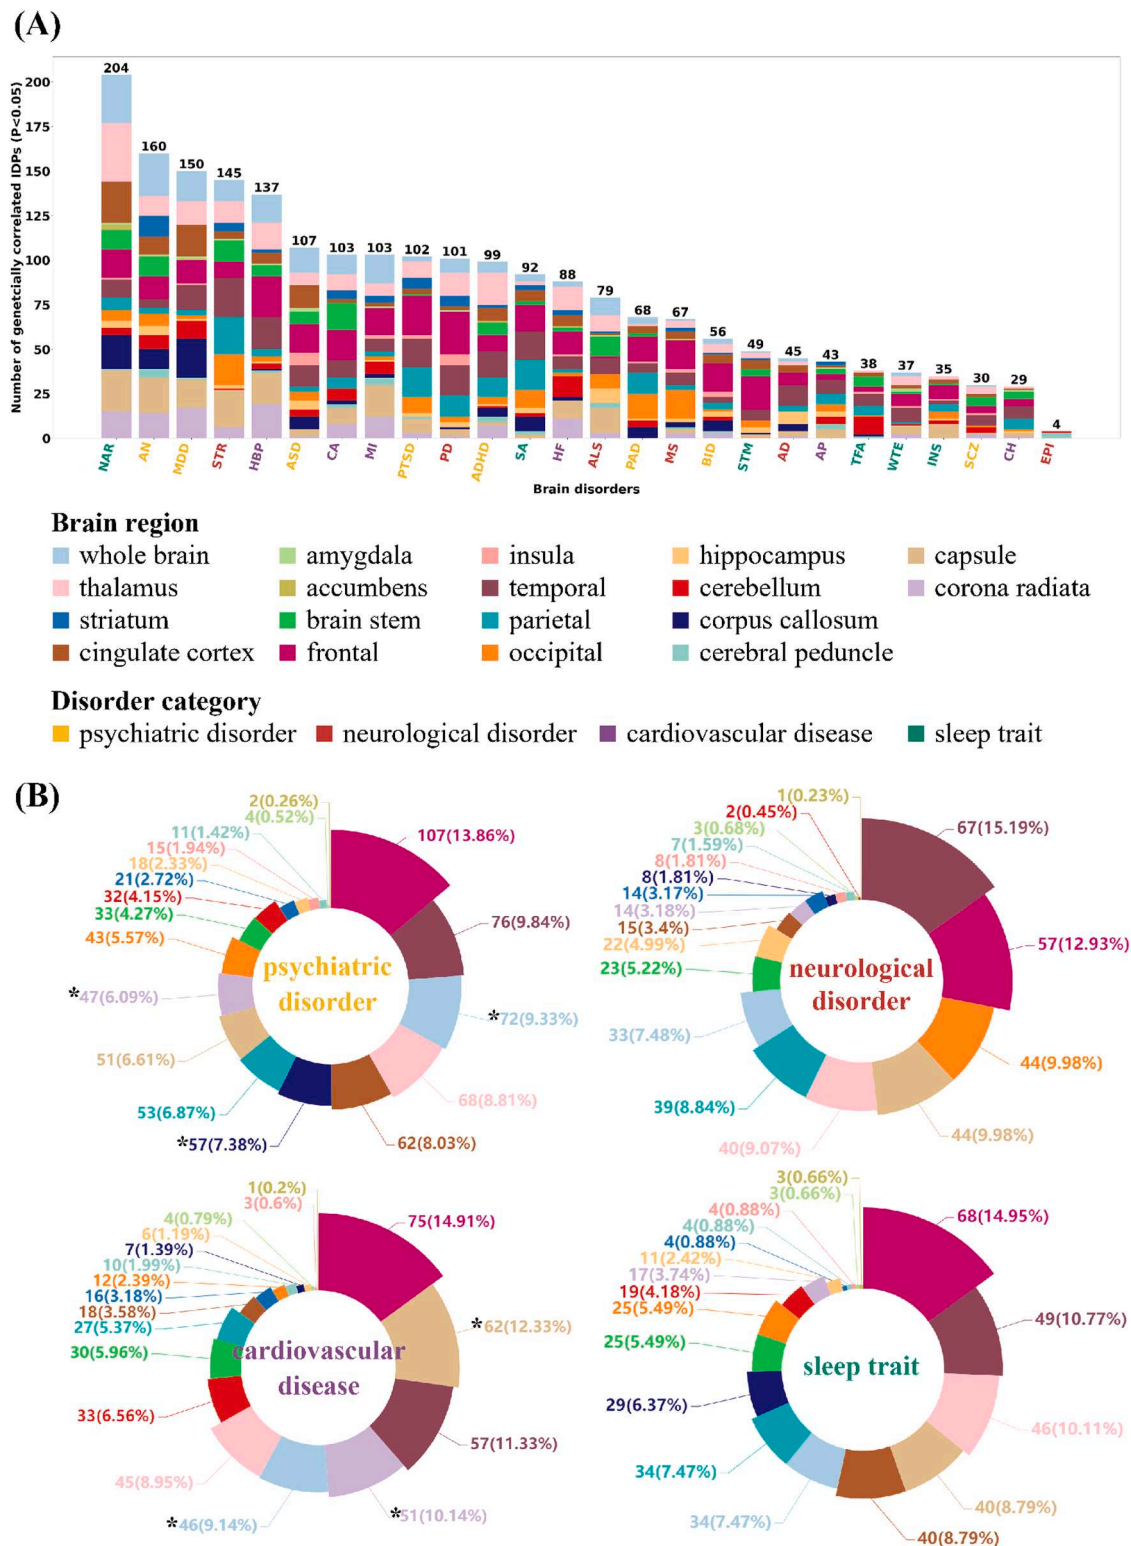 (A)
Number of genetcially correlated IDPs (P<0.05)
200
175
150
125
100
75
50
25
0
204
160
150
145
137
107
103
103
102
101
99
92
88
79
68
67
56
49
45
43
38
37
35
30
29
4
NAR
AN
MDD
STR
HBP
ASD
CA
MI
PTSD
PD
ADHD
SA
HF
ALS
PAD
MS
BID
STM
AD
AP
TFA
WTE
INS
SCZ
CH
EPI
Brain disorders
Brain region
whole brain amygdala insula hippocampus capsule
thalamus accumbens temporal cerebellum corona radiata
striatum brain stem parietal corpus callosum
cingulate cortex frontal occipital cerebral peduncle
Disorder category
psychiatric disorder neurological disorder cardiovascular disease sleep trait
(B)
psychiatric
disorder
2(0.26%)
4(0.52%)
11(1.42%)
15(1.94%)
18(2.33%)
21(2.72%)
32(4.15%)
33(4.27%)
43(5.57%)
*47(6.09%)
51(6.61%)
53(6.87%)
*57(7.38%)
62(8.03%)
68(8.81%)
*72(9.33%)
76(9.84%)
107(13.86%)
neurological
disorder
1(0.23%)
2(0.45%)
3(0.68%)
7(1.59%)
8(1.81%)
8(1.81%)
14(3.17%)
14(3.18%)
15(3.4%)
22(4.99%)
23(5.22%)
33(7.48%)
39(8.84%)
40(9.07%)
44(9.98%)
44(9.98%)
57(12.93%)
67(15.19%)
cardiovascular
disease
1(0.2%)
3(0.6%)
4(0.79%)
6(1.19%)
7(1.39%)
10(1.99%)
12(2.39%)
16(3.18%)
18(3.58%)
27(5.37%)
30(5.96%)
33(6.56%)
45(8.95%)
*46(9.14%)
*51(10.14%)
57(11.33%)
*62(12.33%)
75(14.91%)
sleep trait
3(0.66%)
3(0.66%)
4(0.88%)
4(0.88%)
4(0.88%)
11(2.42%)
17(3.74%)
19(4.18%)
25(5.49%)
25(5.49%)
29(6.37%)
34(7.47%)
34(7.47%)
40(8.79%)
40(8.79%)
46(10.11%)
49(10.77%)
68(14.95%)